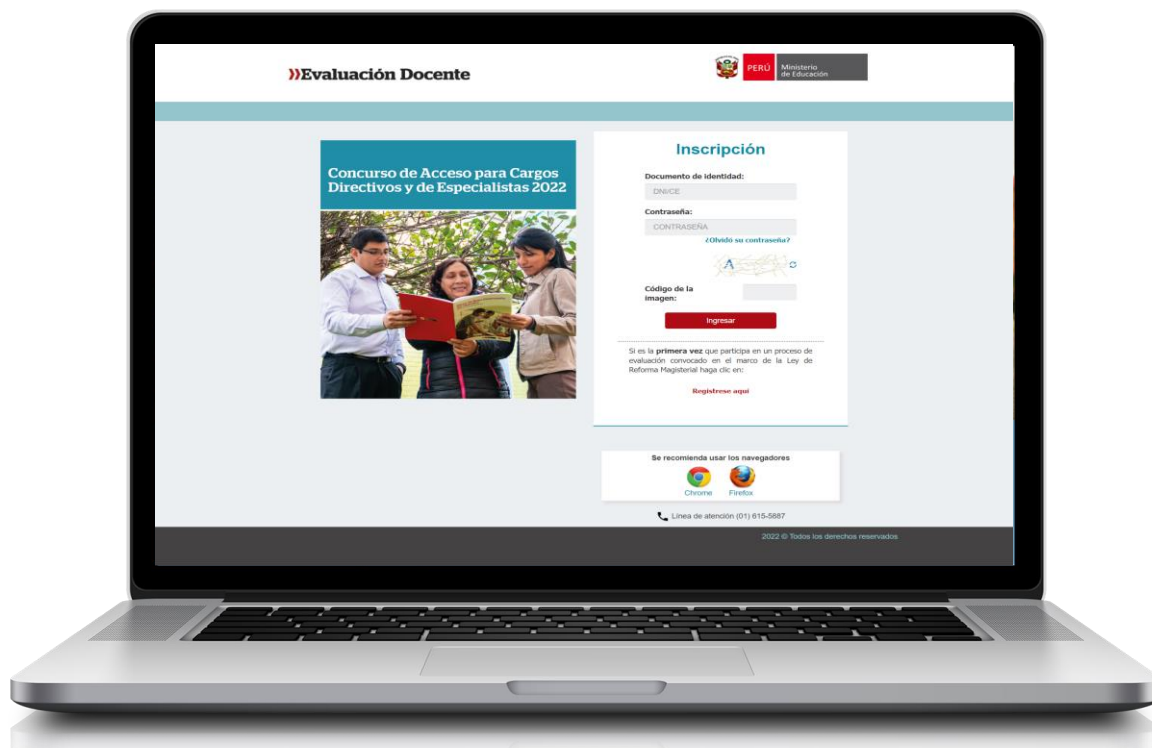 »Evaluación Docente
PERÚ
Ministerio
de Educación
Concurso de Acceso para Cargos
Directivos y de Especialistas 2022
Inscripción
Documento de identidad:
DNI/CE
Contraseña:
CONTRASEÑA
¿Olvidó su contraseña?
A
Código de la
imagen:
Ingresar
Si es la primera vez que participa en un proceso de
evaluación convocado en el marco de la Ley de
Reforma Magisterial haga clic en:
Regístrese aquí
Se recomienda usar los navegadores
Chrome
Firefox
Línea de atención (01) 615-5887
2022 © Todos los derechos reservados